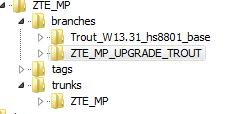 ZTE_MP
branches
Trout_W13.31_hs8801_base
ZTE_MP_UPGRADE_TROUT
tags
trunks
ZTE_MP